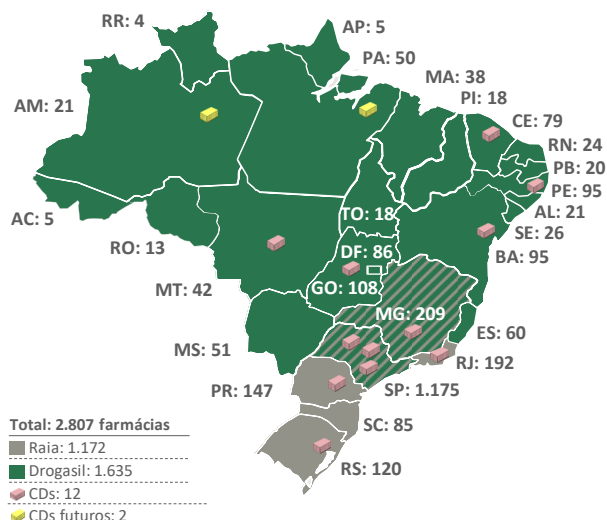 RR: 4
AP: 5
PA: 50
MA: 38
PI: 18
CE: 79
AM: 21
RN: 24
PB: 20
PE: 95
AL: 21
SE: 26
BA: 95
AC: 5
TO: 18
RO: 13
DF: 86
MT: 42
GO: 108
MG: 209
ES: 60
MS: 51
RJ: 192
PR: 147
SP: 1.175
SC: 85
RS: 120
Total: 2.807 farmácias
Raia: 1.172
Drogasil: 1.635
CDs: 12
CDs futuros: 2